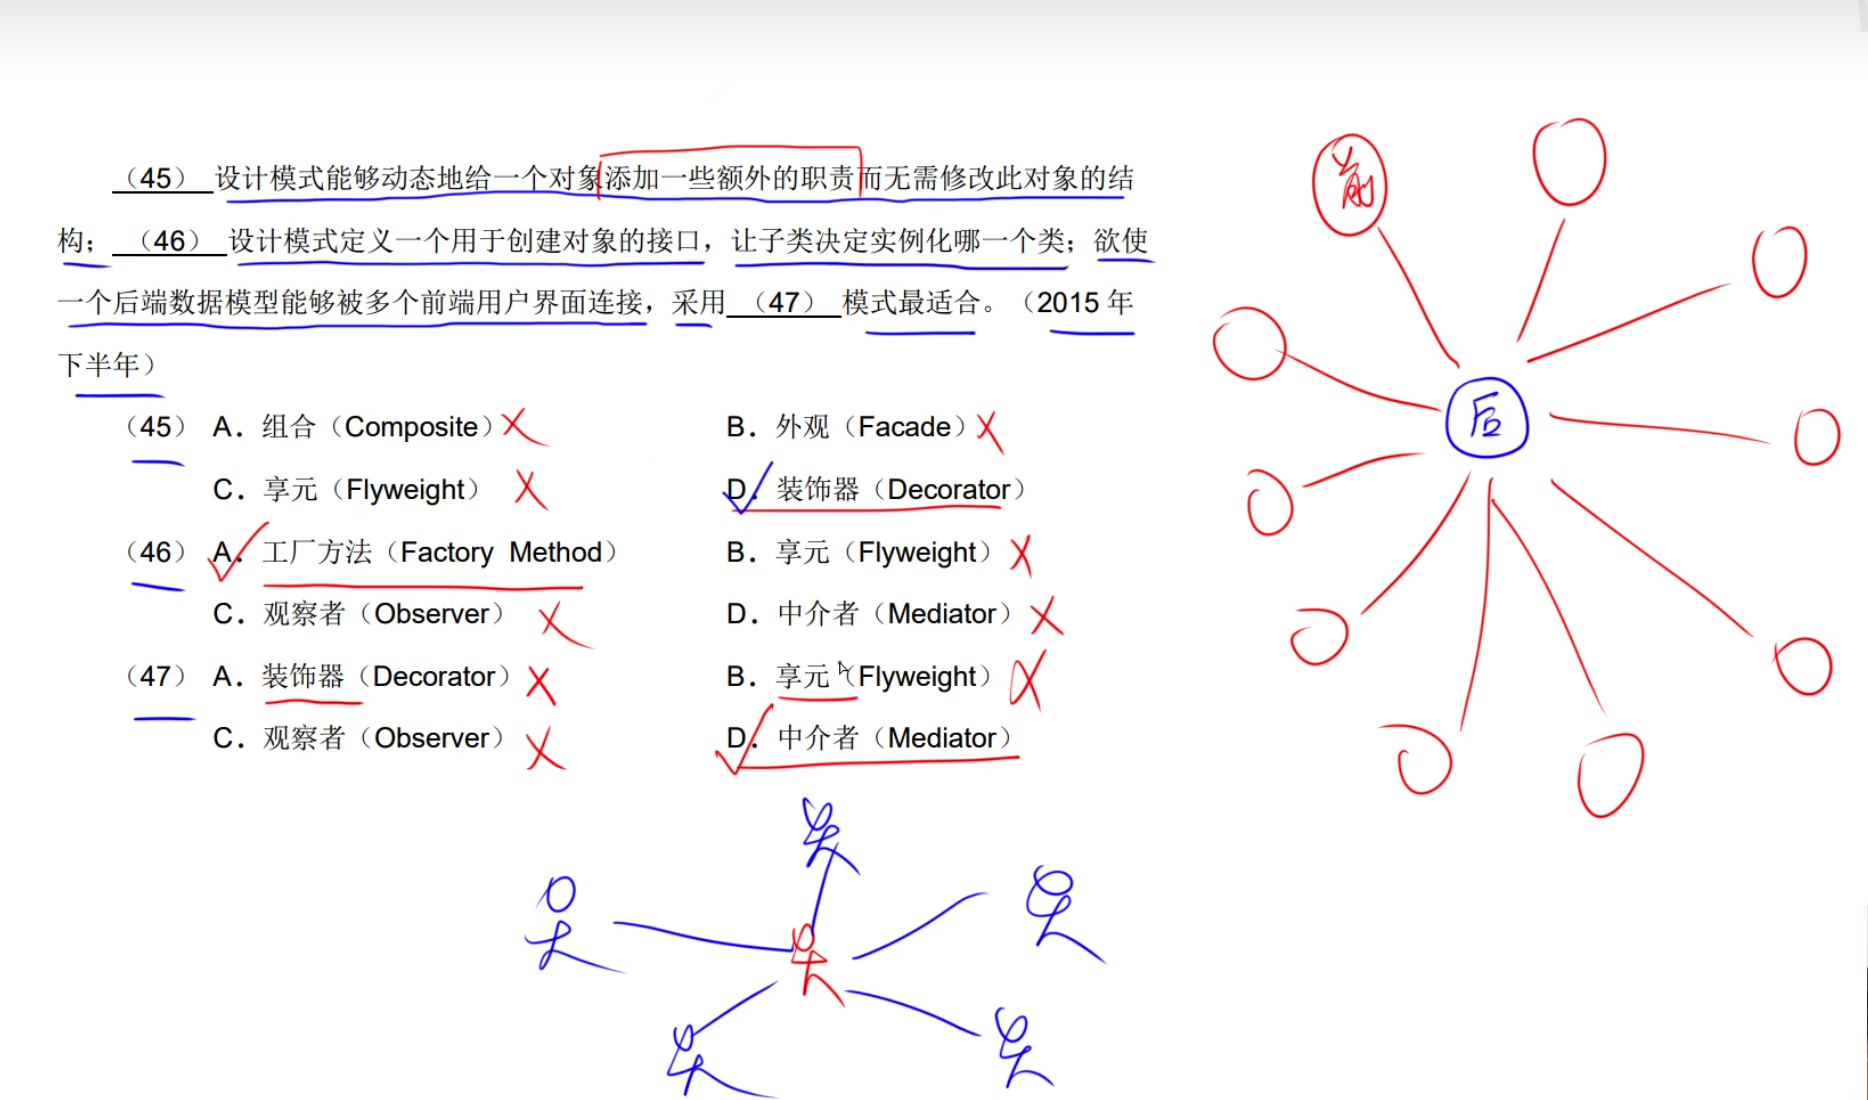 （45） 设计模式能够动态地给一个对象添加一些额外的职责而无需修改此对象的结
构； （46） 设计模式定义一个用于创建对象的接口，让子类决定实例化哪一个类；欲使
一个后端数据模型能够被多个前端用户界面连接，采用 （47） 模式最适合。（2015 年
下半年）
（45） A．组合（Composite） B．外观（Facade）
C．享元（Flyweight） D．装饰器（Decorator）
（46） A．工厂方法（Factory Method） B．享元（Flyweight）
C．观察者（Observer） D．中介者（Mediator）
（47） A．装饰器（Decorator） B．享元（Flyweight）
C．观察者（Observer） D．中介者（Mediator）
前
后